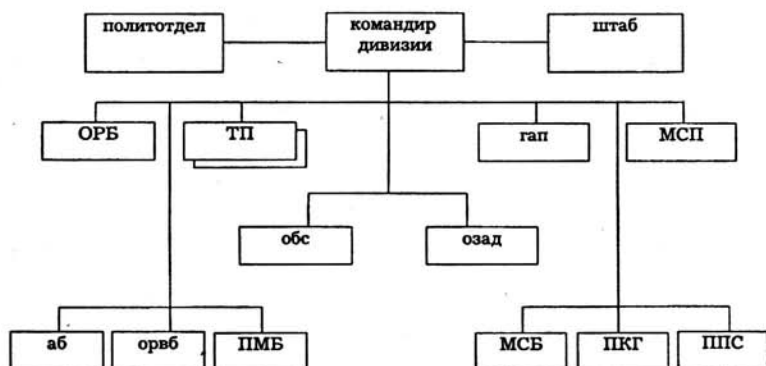 политотдел
командир
дивизии
штаб
ОРБ
ТП
гап
МСП
обс
озад
аб
орвб
ПМБ
МСБ
ПКГ
ППС